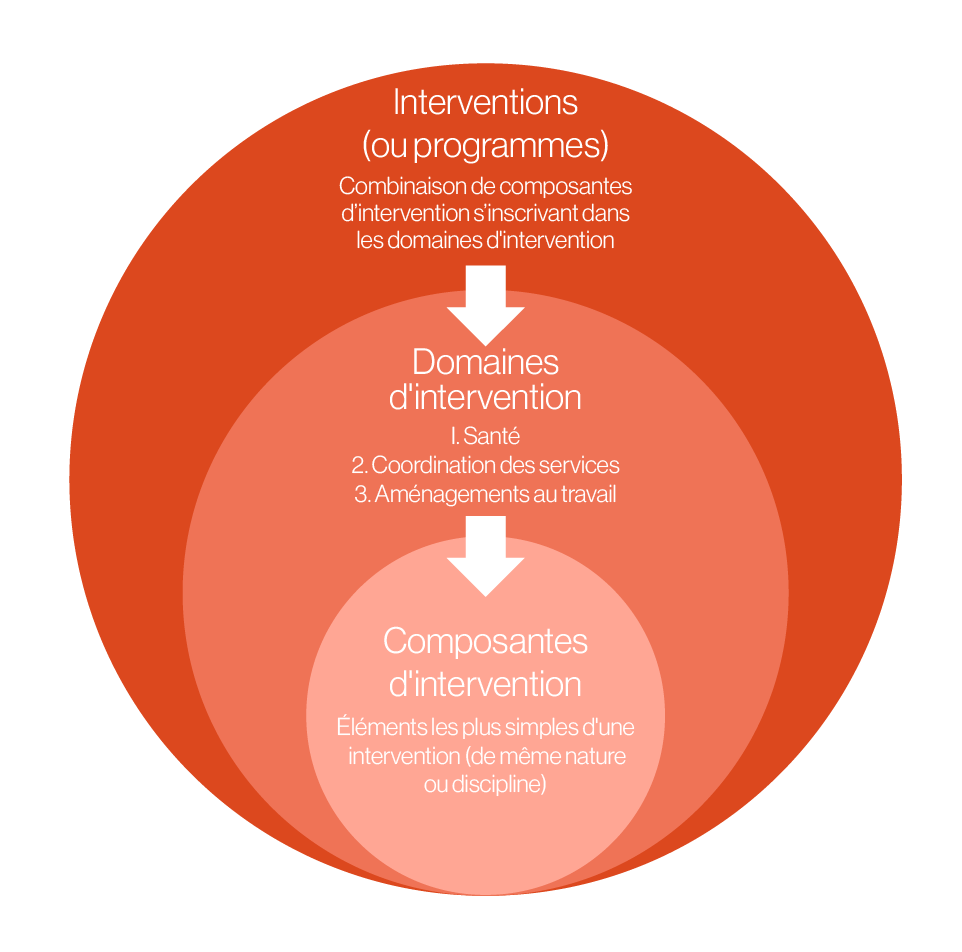 Interventions
(ou programmes)
Combinaison de composantes
d’intervention s’inscrivant dans
les domaines d'intervention
Domaines
d'intervention
1. Santé
2. Coordination des services
3. Aménagements au travail
Composantes
d'intervention
Éléments les plus simples d'une
intervention (de même nature
ou discipline)